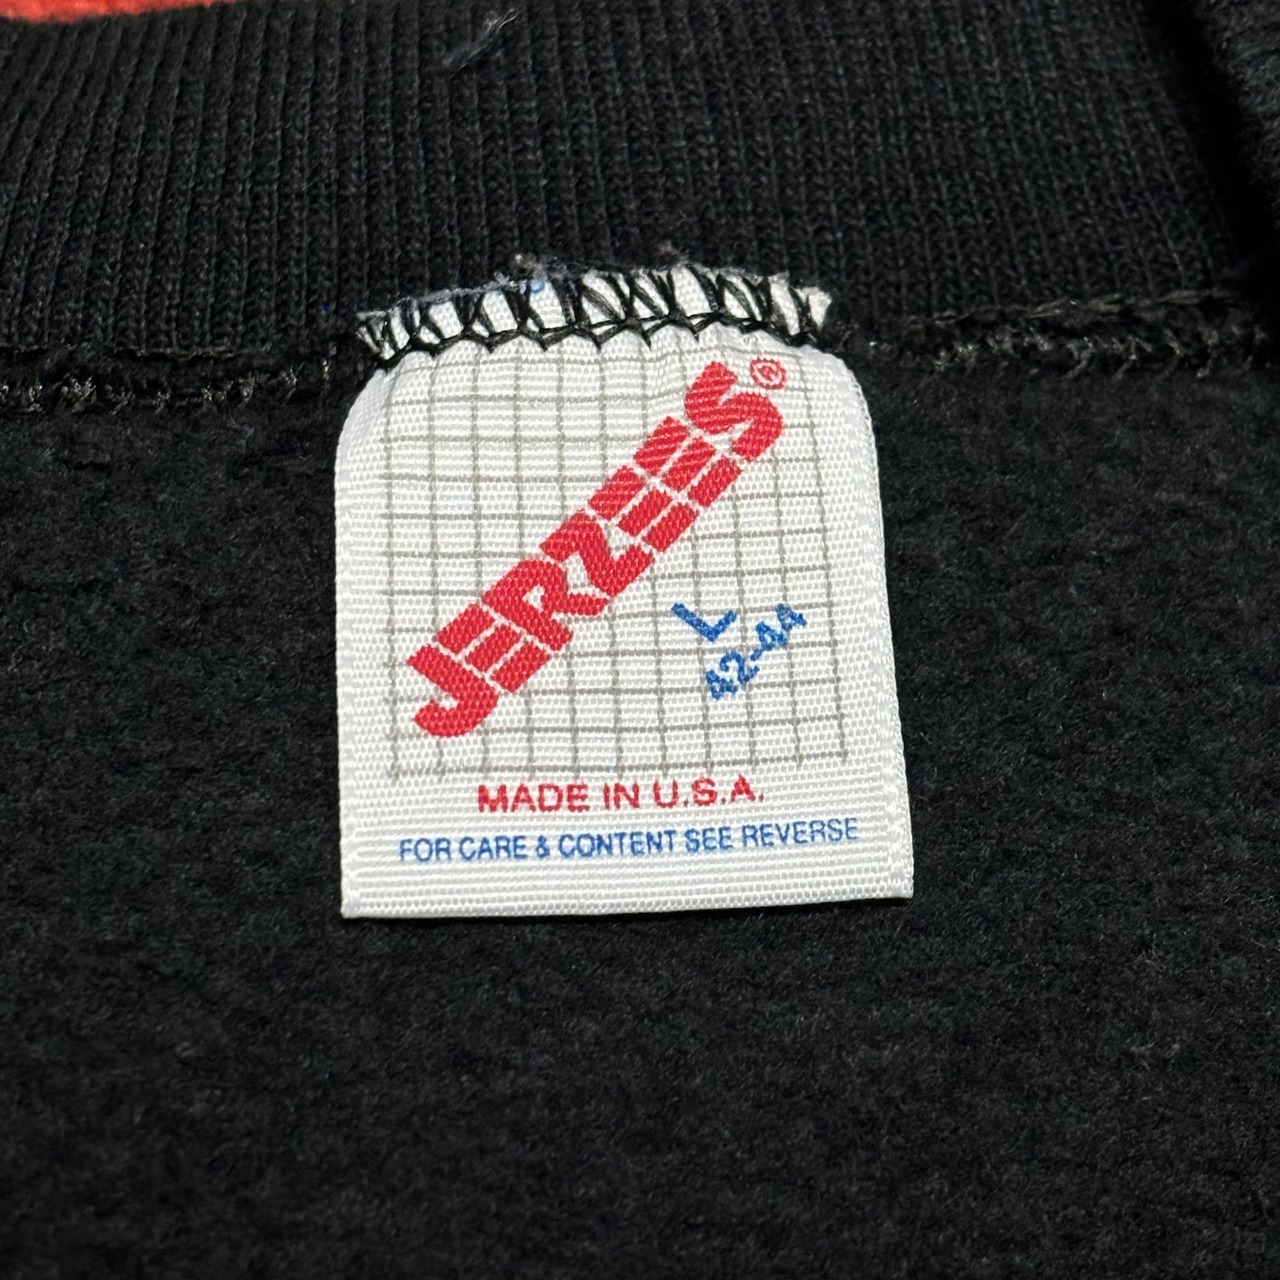 JERZEES®
L
42-44
MADE IN U.S.A.
FOR CARE & CONTENT SEE REVERSE